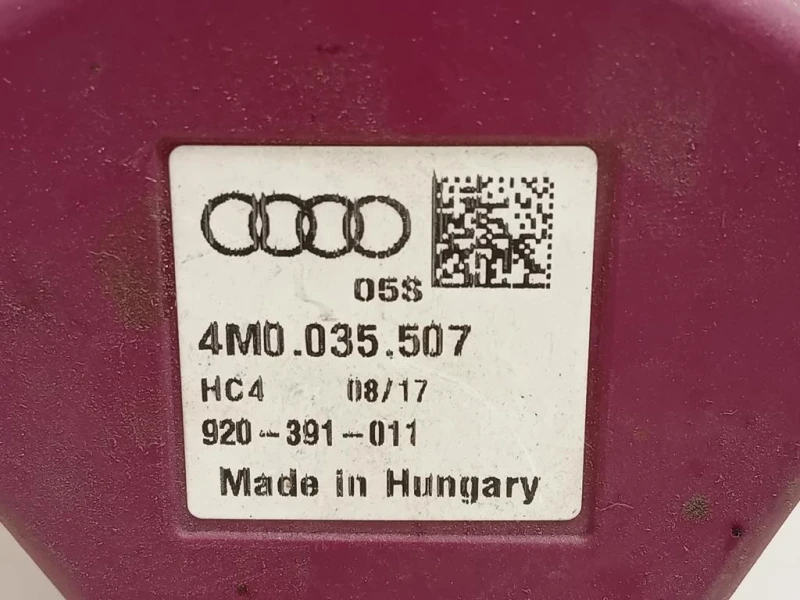 05S
4M0.035.507
HC4 08/17
920-391-011
Made in Hungary